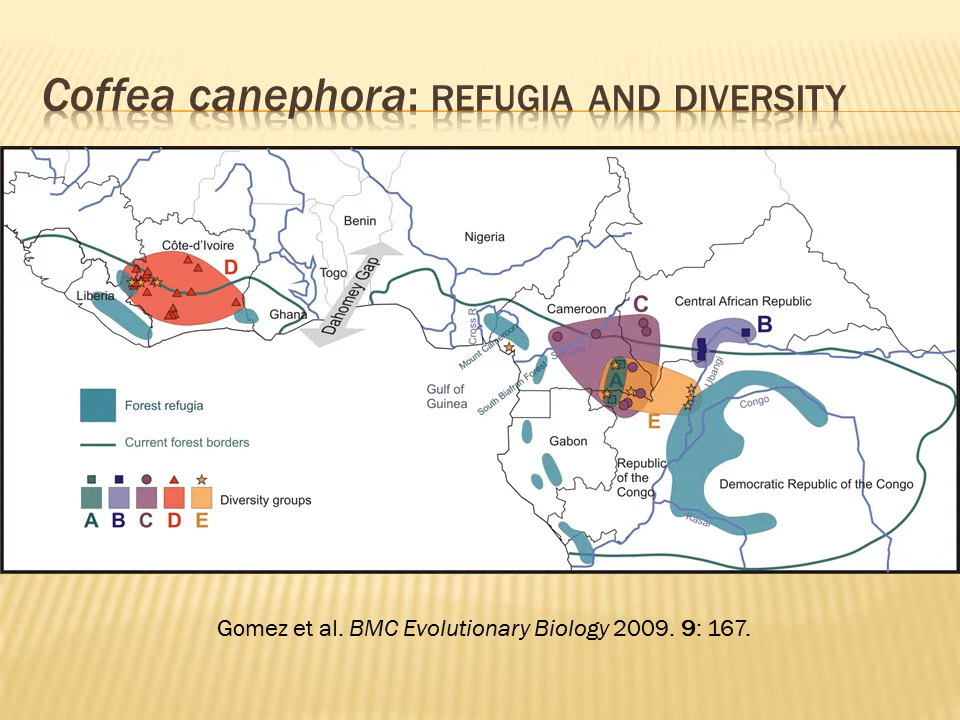 Coffea canephora: REFUGIA AND DIVERSITY
Côte-d'Ivoire
D
Liberia
Ghana
Togo
Benin
Dahomey Gap
Nigeria
Cross R.
Mount Cameroon
South Biafran Forest
Sanaga
Gulf of
Guinea
Cameroon
C
A
E
Central African Republic
B
Ubangi
Congo
Gabon
Republic
of the
Congo
Democratic Republic of the Congo
Kasai
Forest refugia
Current forest borders
A B C D E
Diversity groups
Gomez et al. BMC Evolutionary Biology 2009. 9: 167.